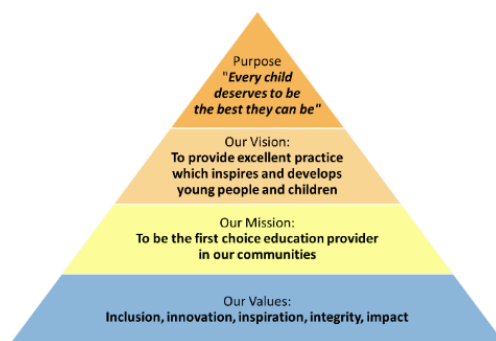 Purpose
"Every child
deserves to be
the best they can be"
Our Vision:
To provide excellent practice
which inspires and develops
young people and children
Our Mission:
To be the first choice education provider
in our communities
Our Values:
Inclusion, innovation, inspiration, integrity, impact